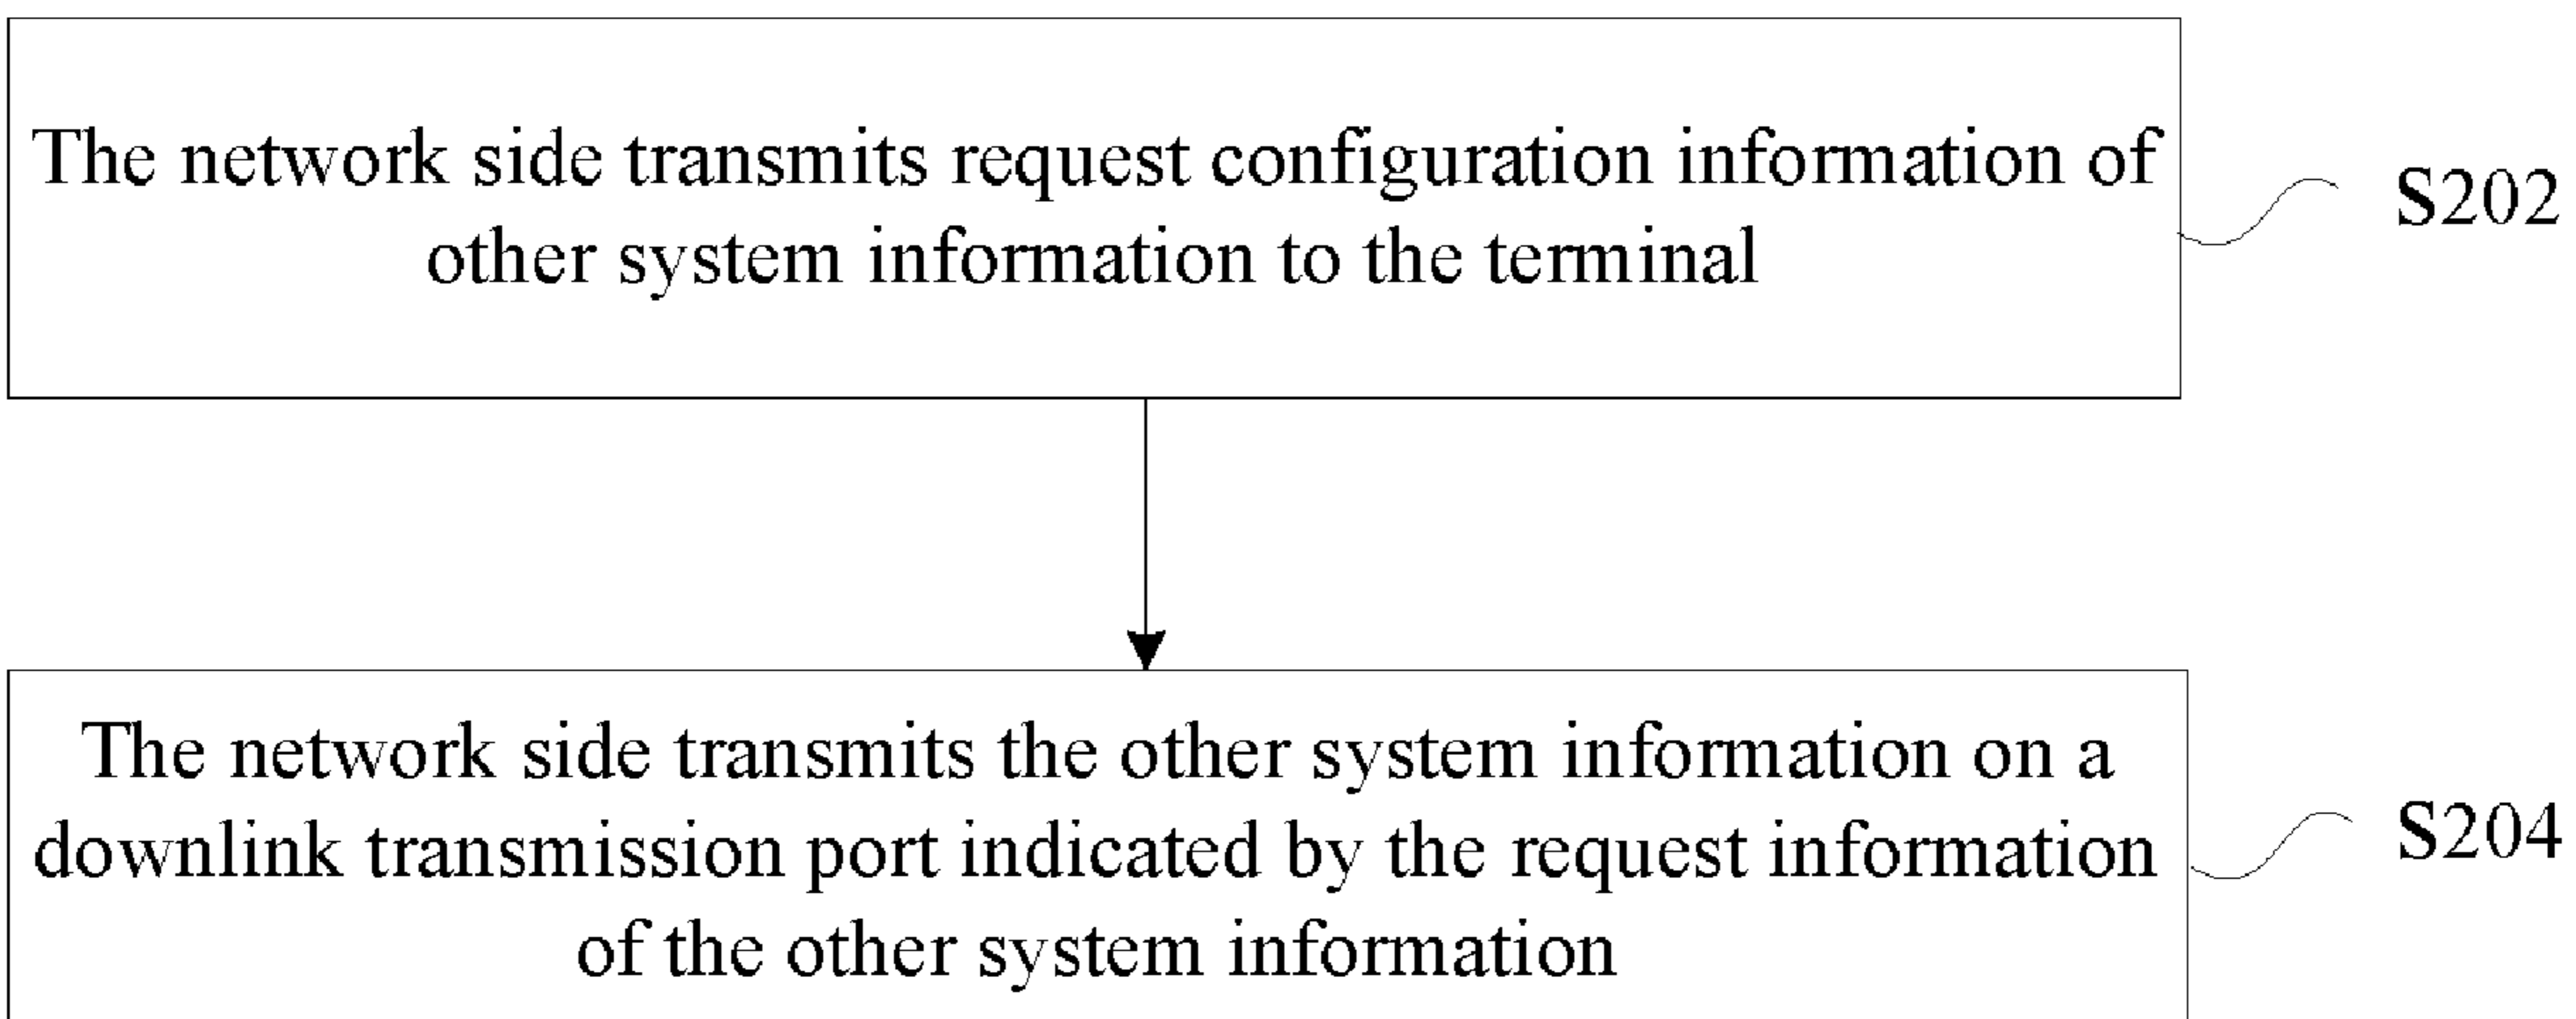 The network side transmits request configuration information of
other system information to the terminal
S202
The network side transmits the other system information on a
downlink transmission port indicated by the request information
of the other system information
S204